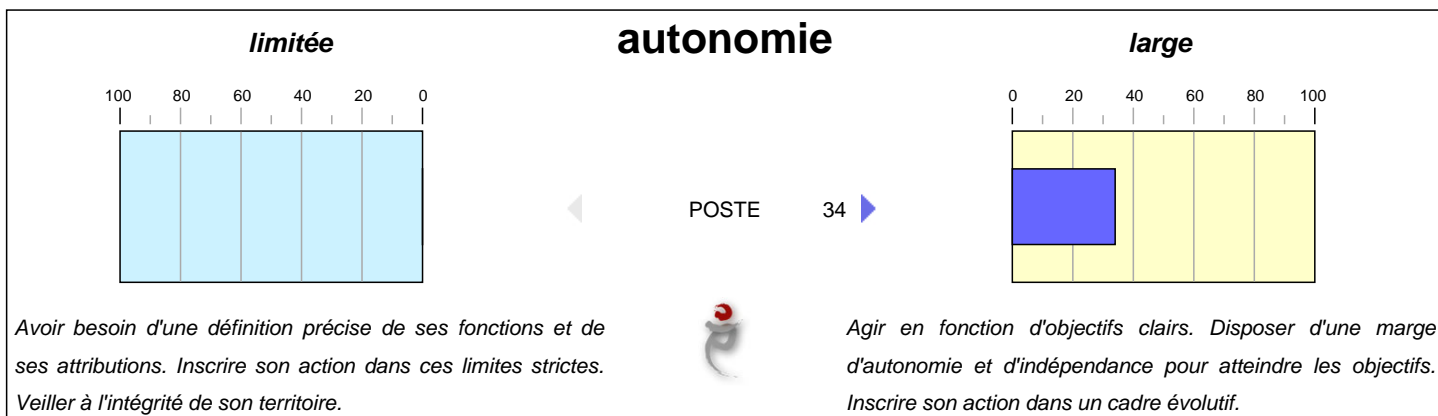 limitée autonomie large
100 80 60 40 20 0 0 20 40 60 80 100
POSTE 34
Avoir besoin d'une définition précise de ses fonctions et de
ses attributions. Inscrire son action dans ces limites strictes.
Veiller à l'intégrité de son territoire.
Agir en fonction d'objectifs clairs. Disposer d'une marge
d'autonomie et d'indépendance pour atteindre les objectifs.
Inscrire son action dans un cadre évolutif.